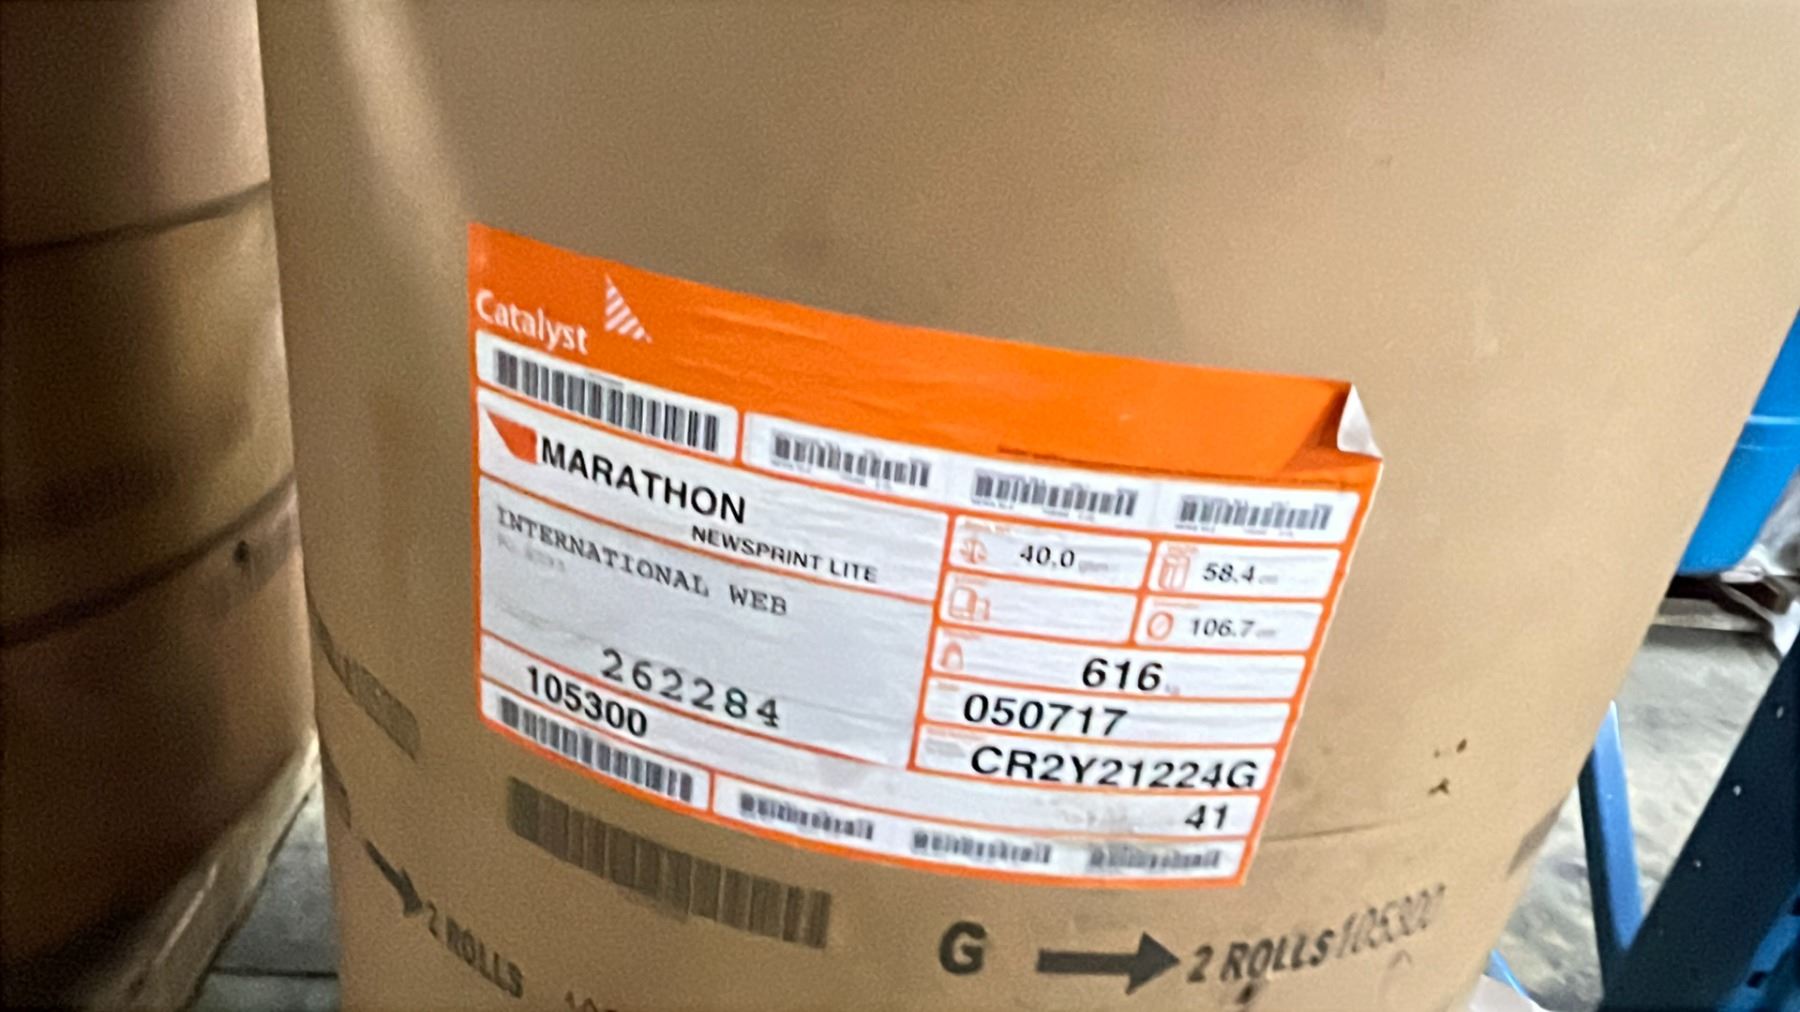 Catalyst
MARATHON
NEWSPRINT LITE
INTERNATIONAL WEB
262284
105300
40.0
58.4
106.7
616
050717
CR2Y21224G
41
2 ROLLS
G → 2 ROLLS 105300